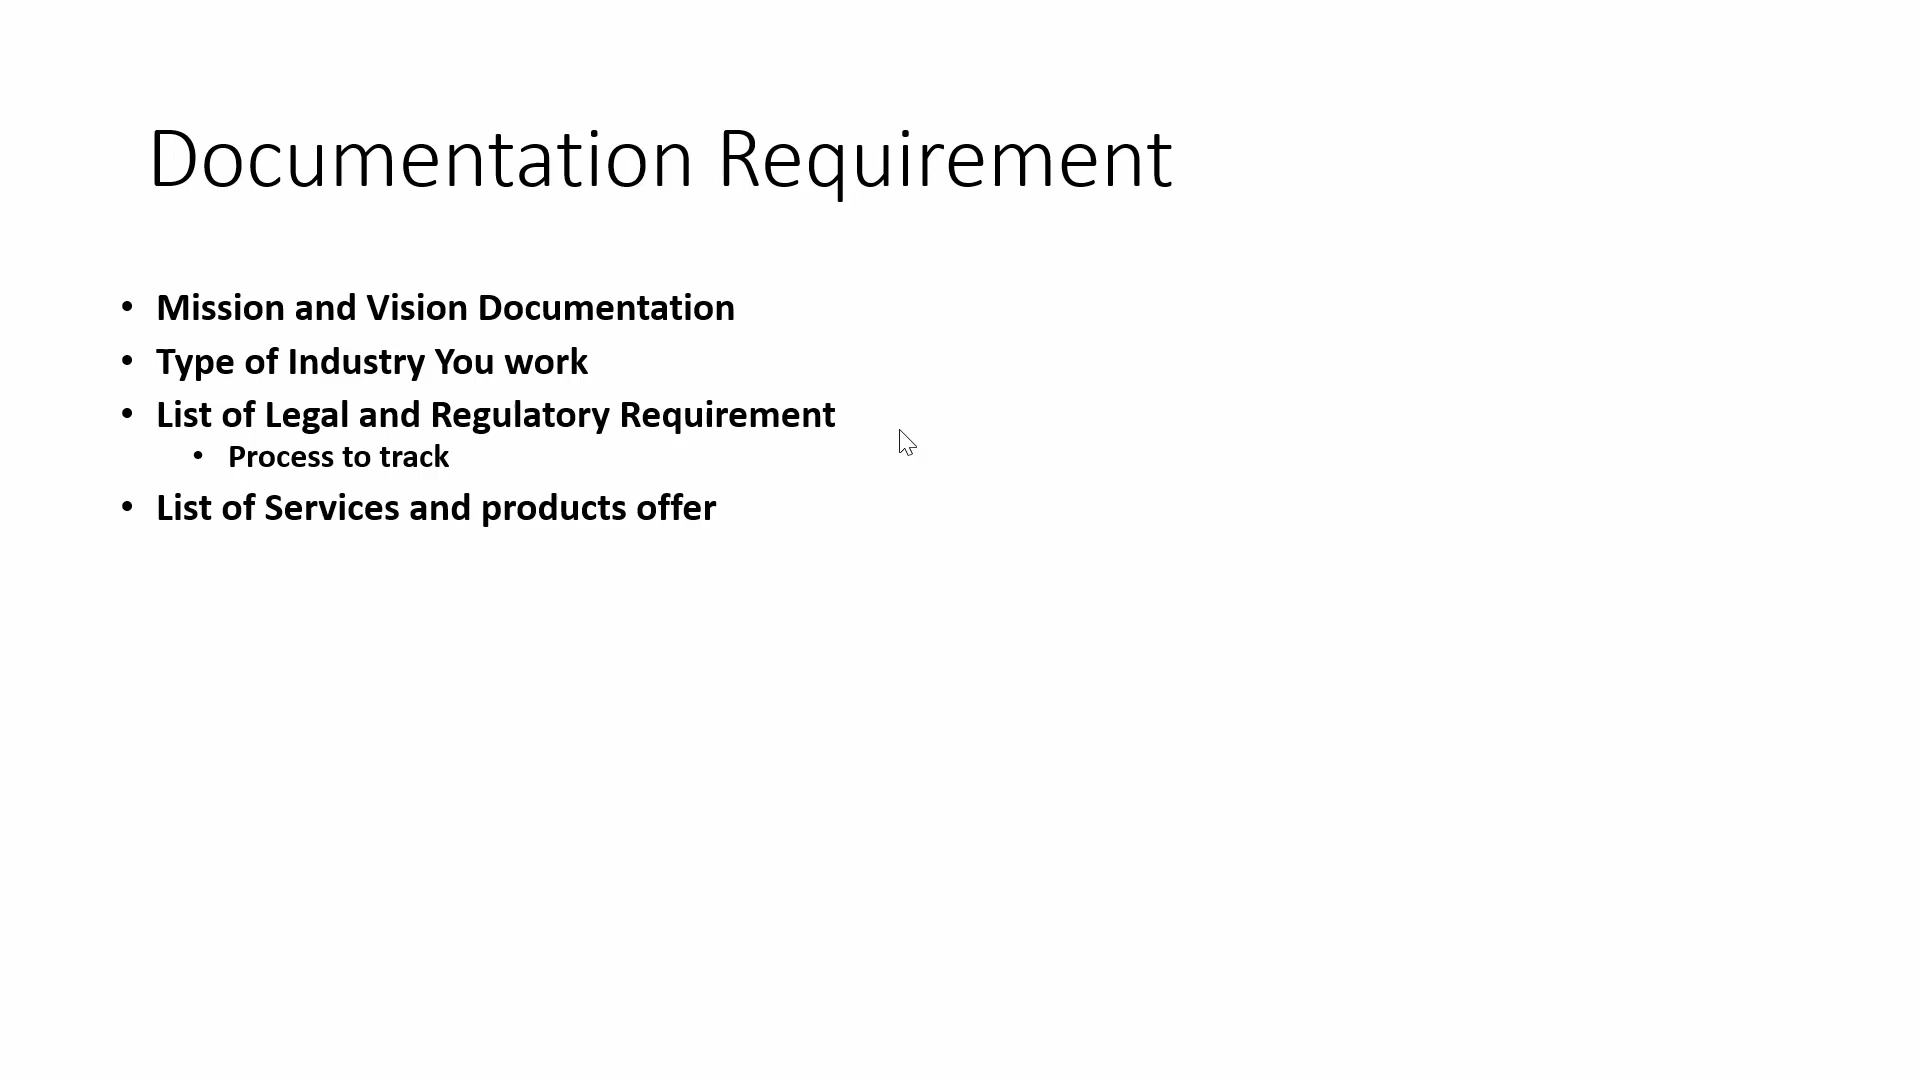 Documentation Requirement
• Mission and Vision Documentation
• Type of Industry You work
• List of Legal and Regulatory Requirement
• Process to track
• List of Services and products offer